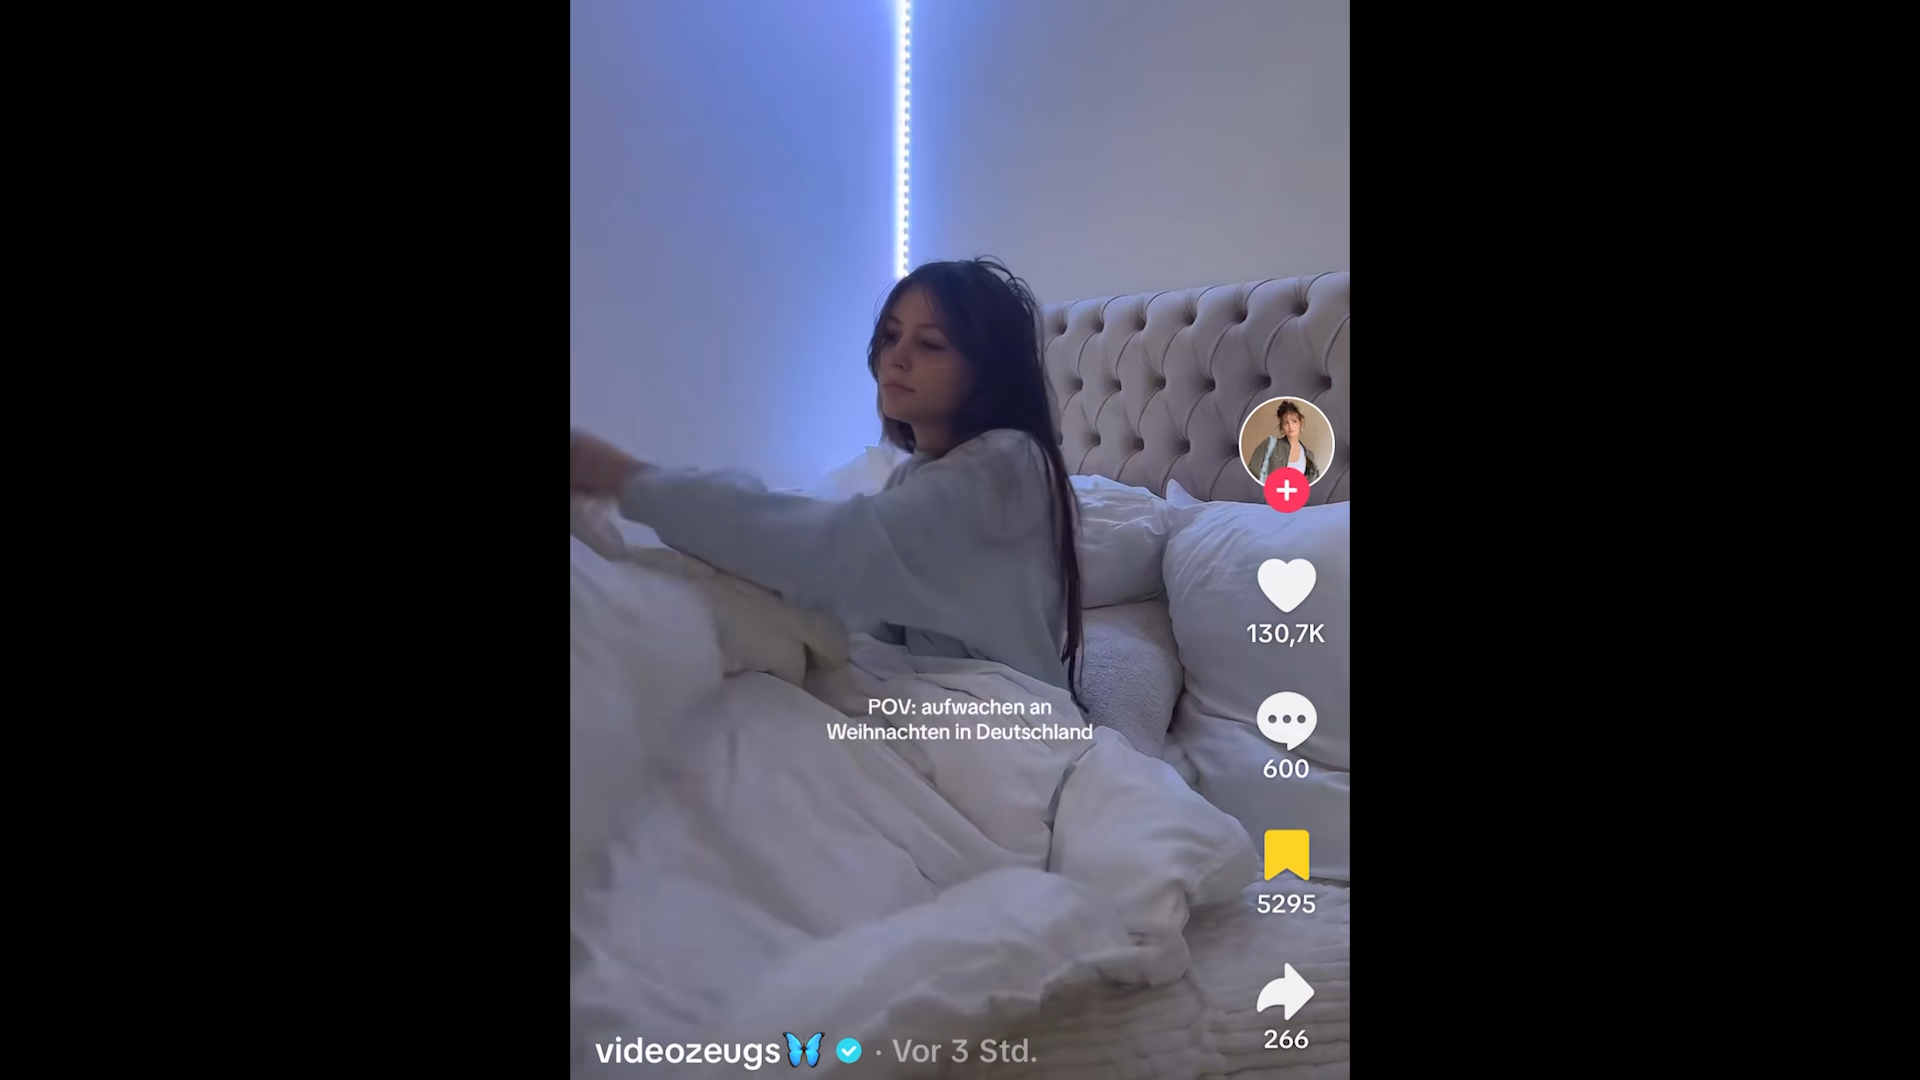 POV: aufwachen an
Weihnachten in Deutschland
130,7K
600
5295
266
videozeugs🦋 · Vor 3 Std.